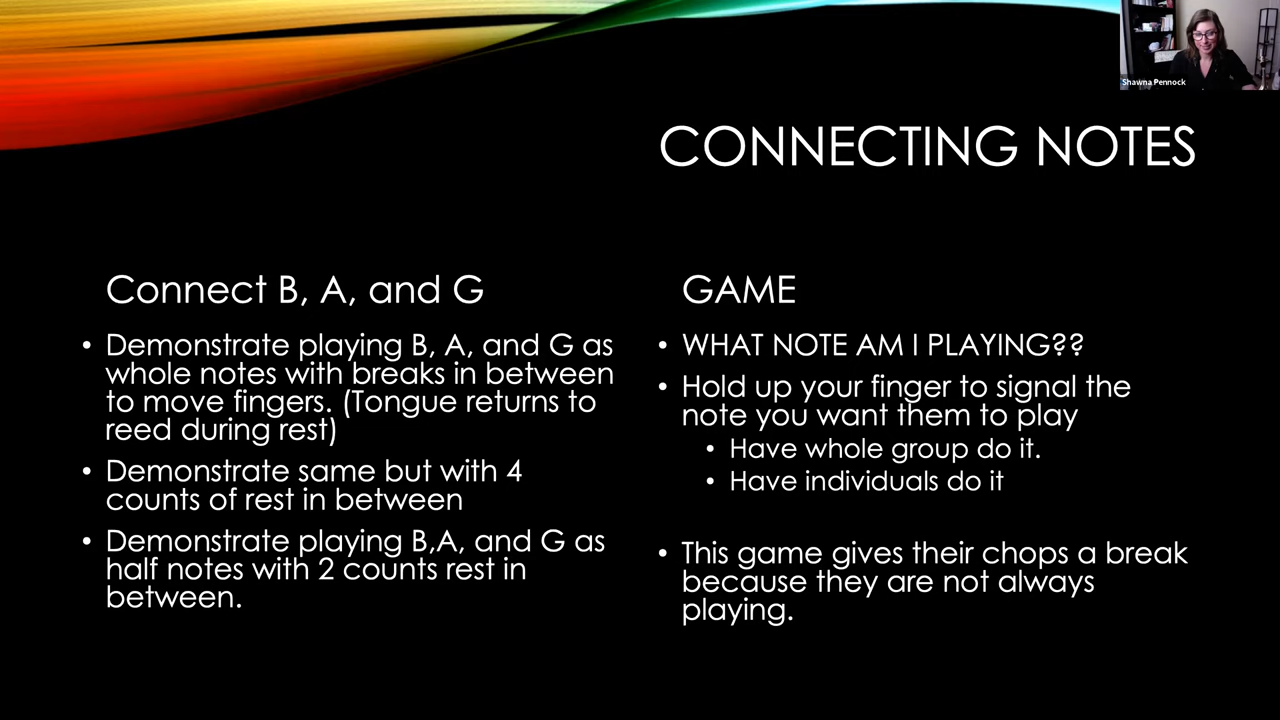 Shawna Pennock
CONNECTING NOTES
Connect B, A, and G
• Demonstrate playing B, A, and G as
whole notes with breaks in between
to move fingers. (Tongue returns to
reed during rest)
• Demonstrate same but with 4
counts of rest in between
• Demonstrate playing B,A, and G as
half notes with 2 counts rest in
between.
GAME
• WHAT NOTE AM I PLAYING??
• Hold up your finger to signal the
note you want them to play
• Have whole group do it.
• Have individuals do it
• This game gives their chops a break
because they are not always
playing.